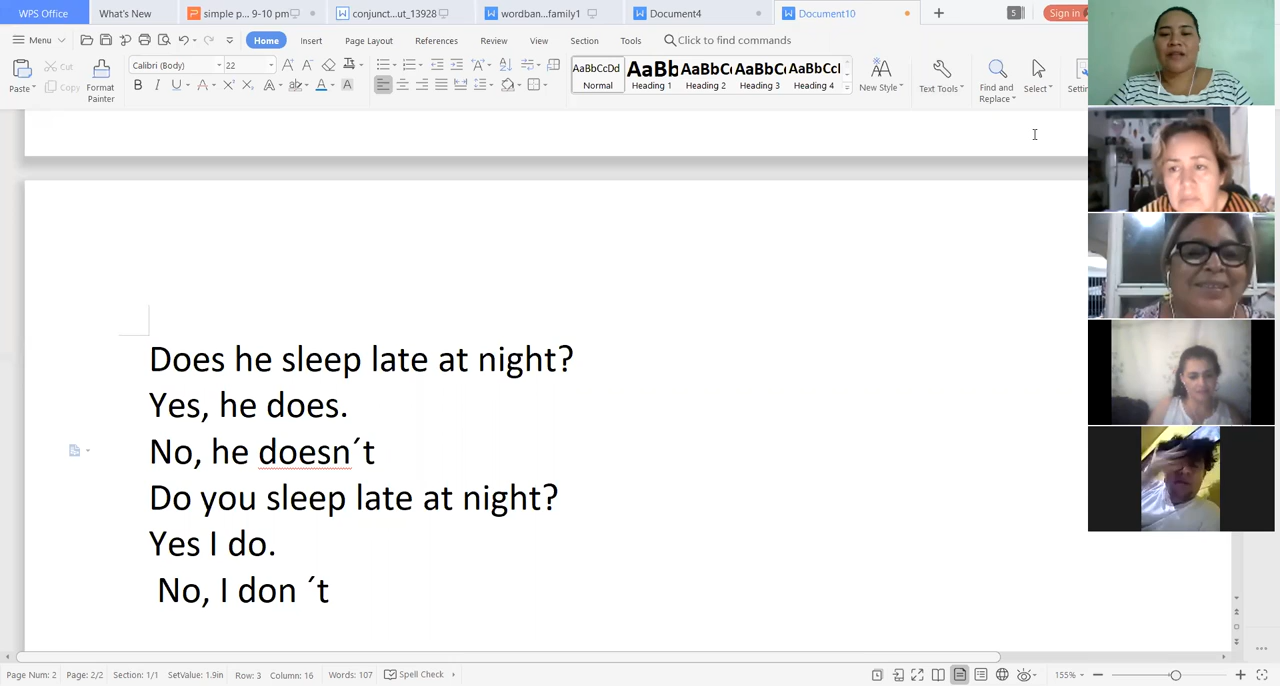 WPS Office What's New simple p... 9-10 pm conjunct...ut_13928 wordban...family1 Document4 Document10 + 5 Sign in
Menu Home Insert Page Layout References Review View Section Tools Click to find commands
Paste Cut Copy Format Painter Calibri (Body) 22 AaBbCcDd Normal AaBb Heading 1 AaBbC Heading 2 AaBbC Heading 3 AaBbCcI Heading 4 New Style Text Tools Find and Replace Select
Does he sleep late at night?
Yes, he does.
No, he doesn´t
Do you sleep late at night?
Yes I do.
No, I don ´t
Page Num: 2 Page: 2/2 Section: 1/1 SetValue: 1.9in Row: 3 Column: 16 Words: 107 Spell Check 155%